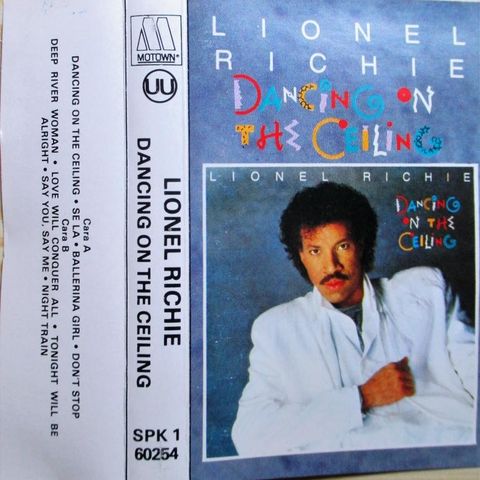 Cara A
DANCING ON THE CEILING • SE LA • BALLERINA GIRL • DON'T STOP
Cara B
DEEP RIVER WOMAN • LOVE WILL CONQUER ALL • TONIGHT WILL BE
ALRIGHT • SAY YOU, SAY ME • NIGHT TRAIN
M
MOTOWN®
LIONEL RICHIE
DANCING ON THE CEILING
SPK 1
60254
LIONEL
RICHIE
DANCING ON
THE CEILING
LIONEL RICHIE
DANCING
ON THE
CEILING